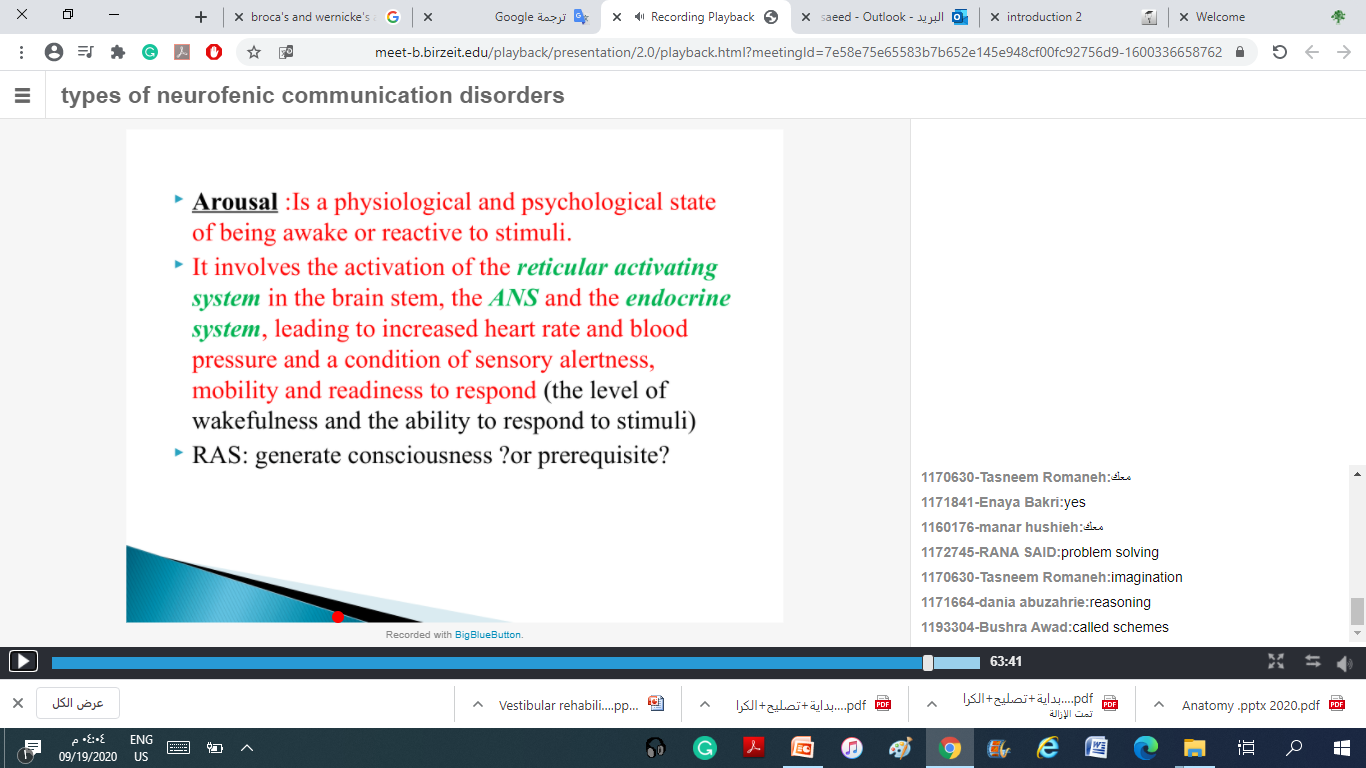 broca's and wernicke's
ترجمة Google
Recording Playback
البريد - saeed - Outlook
introduction 2
Welcome
meet-b.birzeit.edu/playback/presentation/2.0/playback.html?meetingId=7e58e75e65583b7b652e145e948cf00fc92756d9-1600336658762
types of neurofenic communication disorders
Arousal :Is a physiological and psychological state
of being awake or reactive to stimuli.
It involves the activation of the reticular activating
system in the brain stem, the ANS and the endocrine
system, leading to increased heart rate and blood
pressure and a condition of sensory alertness,
mobility and readiness to respond (the level of
wakefulness and the ability to respond to stimuli)
RAS: generate consciousness ?or prerequisite?
Recorded with BigBlueButton.
1170630-Tasneem Romaneh:معك
1171841-Enaya Bakri:yes
1160176-manar hushieh:معك
1172745-RANA SAID:problem solving
1170630-Tasneem Romaneh:imagination
1171664-dania abuzahrie:reasoning
1193304-Bushra Awad:called schemes
63:41
عرض الكل
Vestibular rehabili....pp...
بداية+تصليح+الكرا....pdf
بداية+تصليح+الكرا....pdf
تمت الإزالة
Anatomy .pptx 2020.pdf
٠٤:٠٤ م
09/19/2020
ENG
US
1